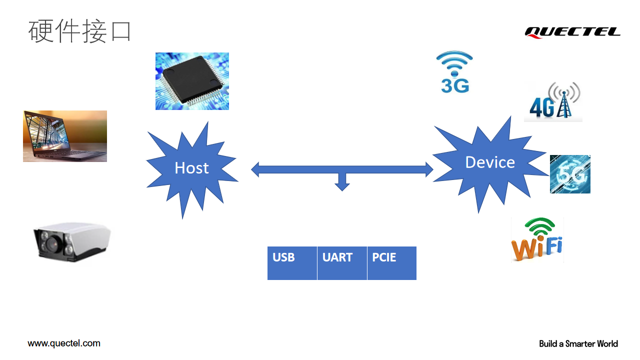 硬件接口
QUECTEL
3G
4G
Host
Device
5G
WiFi
USB UART PCIE
www.quectel.com
Build a Smarter World